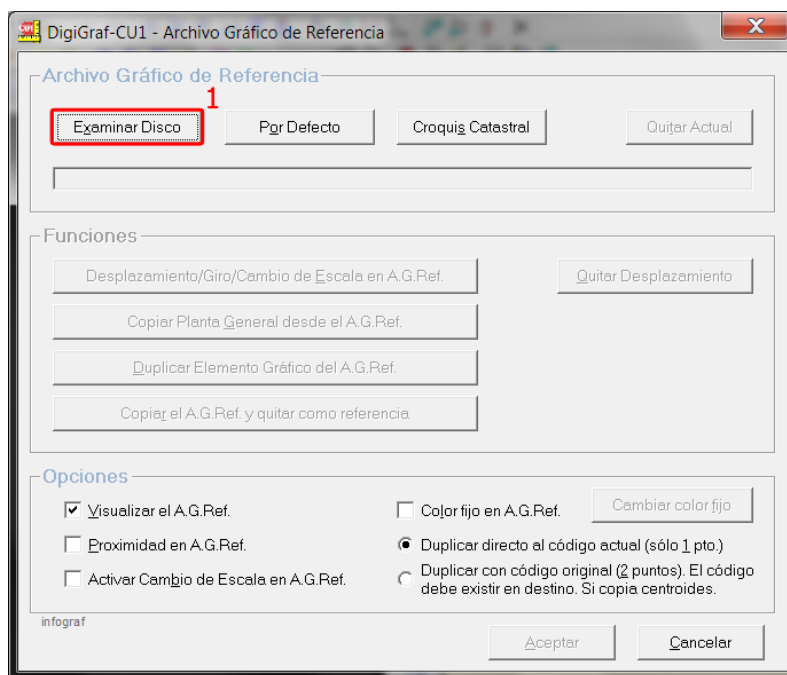 DigiGraf-CU1 - Archivo Gráfico de Referencia
X
Archivo Gráfico de Referencia
1
Examinar Disco
Por Defecto
Croquis Catastral
Quitar Actual
Funciones
Desplazamiento/Giro/Cambio de Escala en A.G.Ref.
Quitar Desplazamiento
Copiar Planta General desde el A.G.Ref.
Duplicar Elemento Gráfico del A.G.Ref.
Copiar el A.G.Ref. y quitar como referencia
Opciones
Visualizar el A.G.Ref.
Color fijo en A.G.Ref.
Cambiar color fijo
Proximidad en A.G.Ref.
Duplicar directo al código actual (sólo 1 pto.)
Activar Cambio de Escala en A.G.Ref.
Duplicar con código original (2 puntos). El código
debe existir en destino. Si copia centroides.
infograf
Aceptar
Cancelar